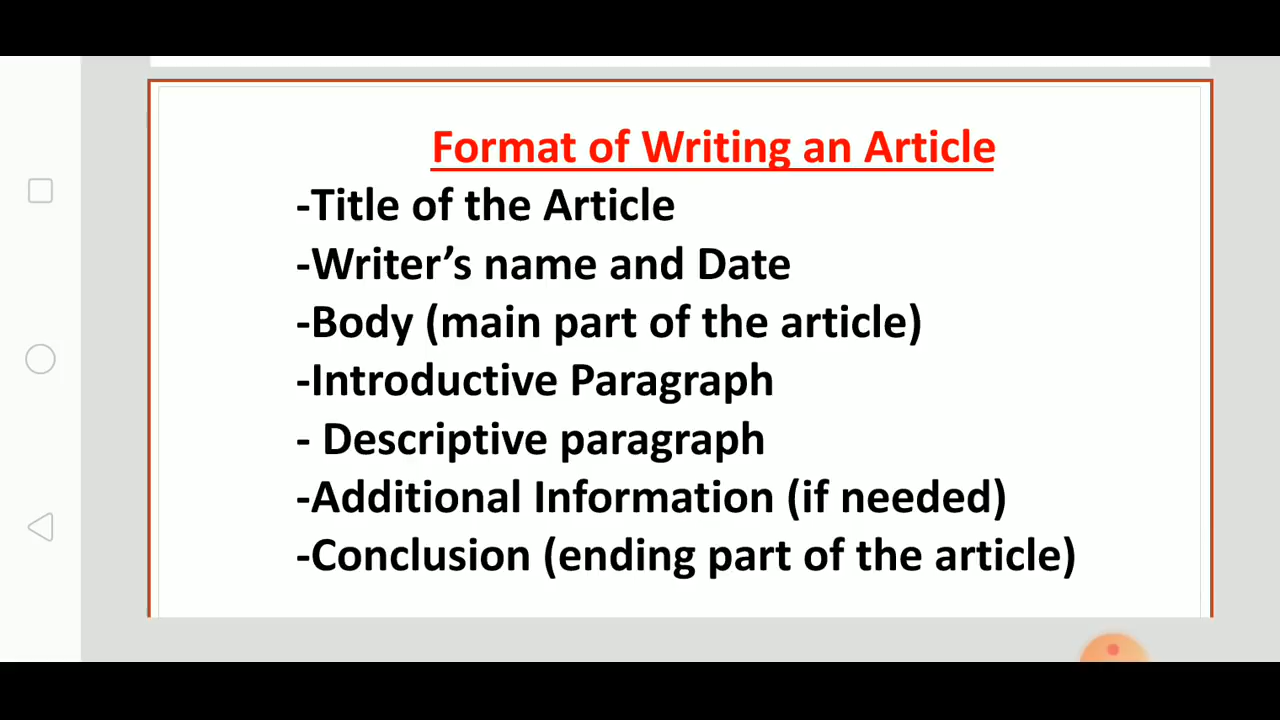 Format of Writing an Article
-Title of the Article
-Writer’s name and Date
-Body (main part of the article)
-Introductive Paragraph
- Descriptive paragraph
-Additional Information (if needed)
-Conclusion (ending part of the article)